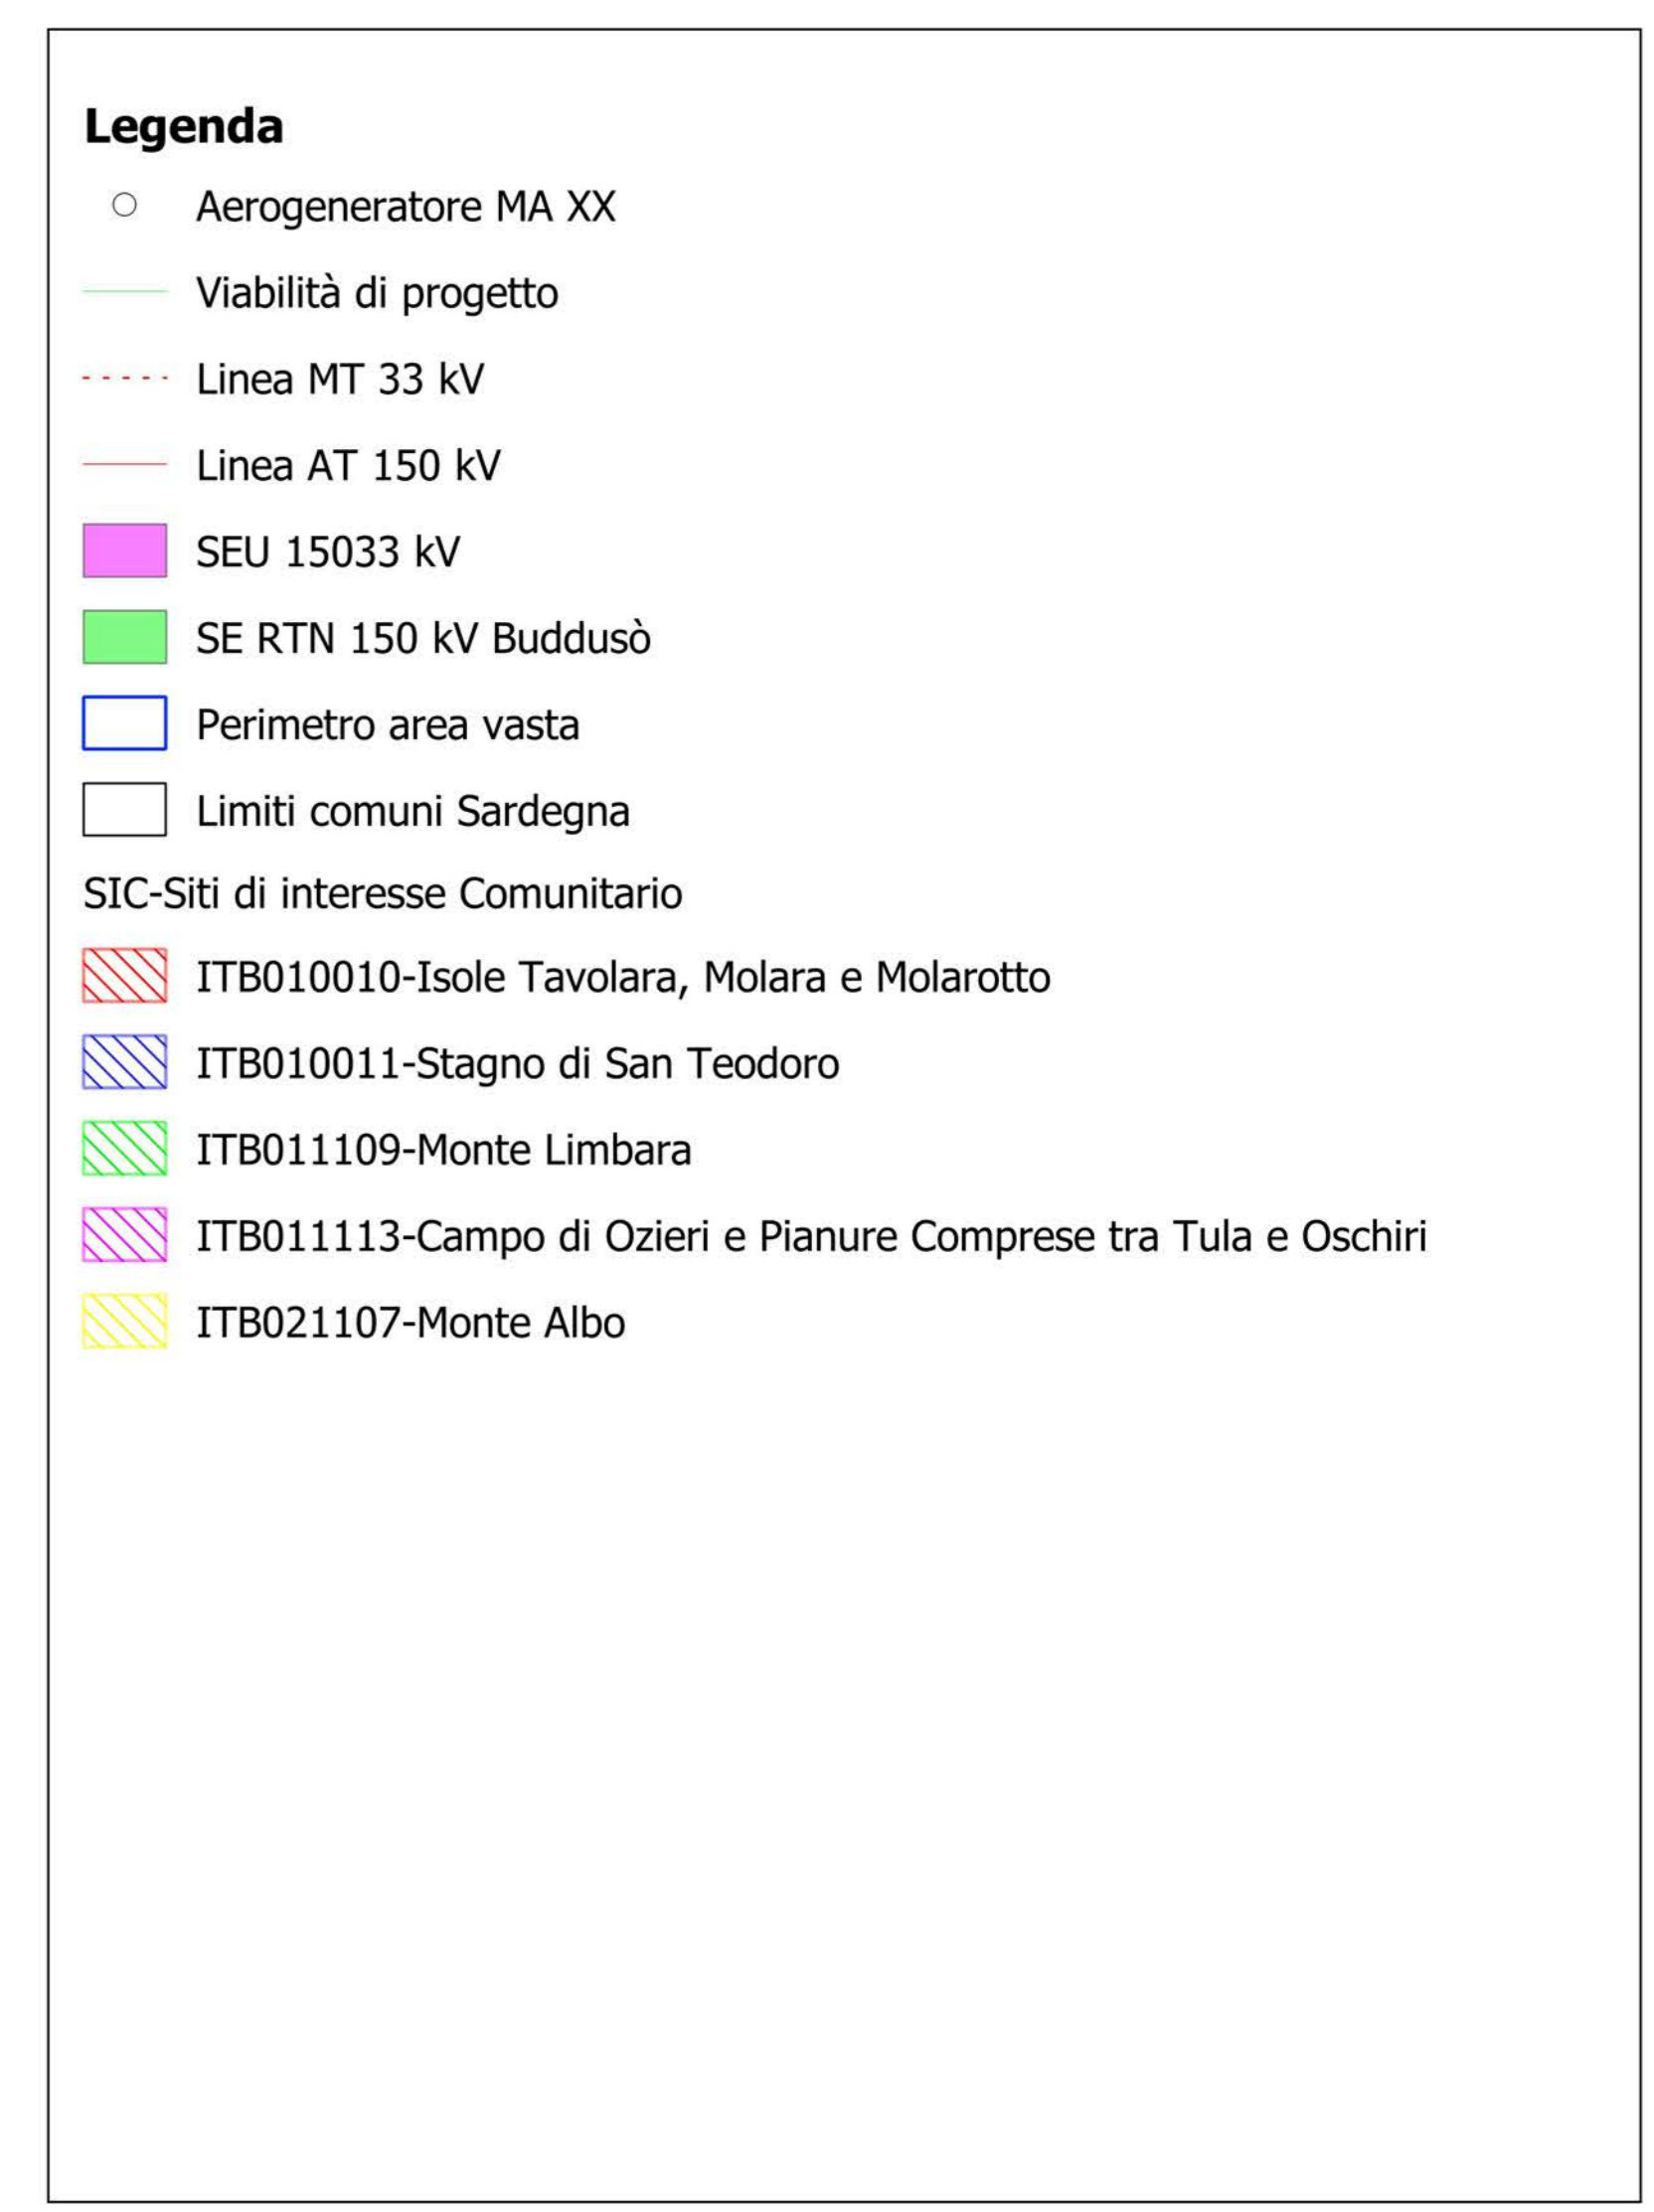 Legenda
Aerogeneratore MA XX
Viabilità di progetto
Linea MT 33 kV
Linea AT 150 kV
SEU 15033 kV
SE RTN 150 kV Buddusò
Perimetro area vasta
Limiti comuni Sardegna
SIC-Siti di interesse Comunitario
ITB010010-Isole Tavolara, Molara e Molarotto
ITB010011-Stagno di San Teodoro
ITB011109-Monte Limbara
ITB011113-Campo di Ozieri e Pianure Comprese tra Tula e Oschiri
ITB021107-Monte Albo